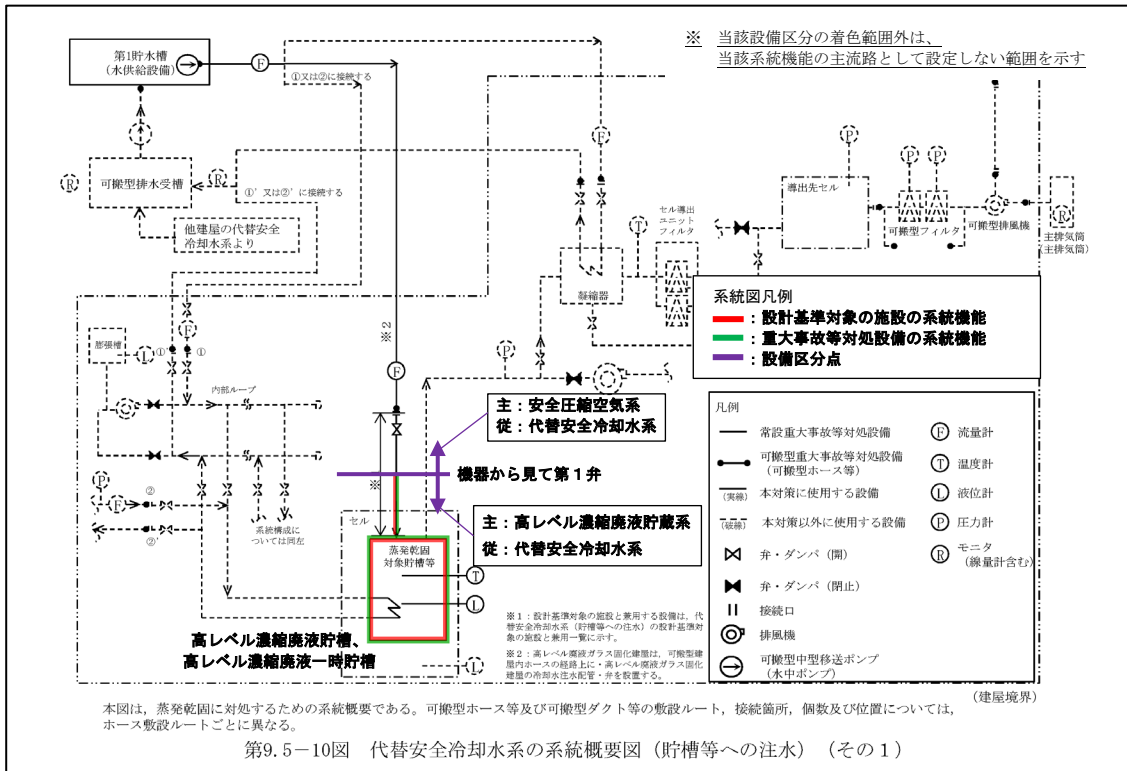 ※ 当該設備区分の着色範囲外は、
当該系統機能の主流路として設定しない範囲を示す
第1貯水槽
(水供給設備)
F
①又は②に接続する
F
P
P
P
導出先セル
R
可搬型排水受槽
R
①’又は②’に接続する
他建屋の代替安全
冷却水系より
セル導出
ユニット
フィルタ
T
凝縮器
可搬型フィルタ
可搬型排風機
R
主排気筒
(主排気筒)
系統図凡例
:設計基準対象の施設の系統機能
:重大事故等対処設備の系統機能
:設備区分点
※2
F
膨張槽
L
①’
①
F
P
内部ループ
主:安全圧縮空気系
従:代替安全冷却水系
機器から見て第1弁
※
主:高レベル濃縮廃液貯蔵系
従:代替安全冷却水系
P
F
②
②’
系統構成に
ついては同左
セル
蒸発乾固
対象貯槽等
T
L
L
高レベル濃縮廃液貯槽、
高レベル濃縮廃液一時貯槽
※1:設計基準対象の施設と兼用する設備は,代
替安全冷却水系(貯槽等への注水)の設計基準対
象の施設と兼用一覧に示す。
※2:高レベル廃液ガラス固化建屋は,可搬型建
屋内ホースの経路上に・高レベル廃液ガラス固化
建屋の冷却水注水配管・弁を設置する。
凡例
常設重大事故等対処設備
可搬型重大事故等対処設備
(可搬型ホース等)
(実線) 本対策に使用する設備
(破線) 本対策以外に使用する設備
弁・ダンパ(開)
弁・ダンパ(閉止)
接続口
排風機
可搬型中型移送ポンプ
(水中ポンプ)
F 流量計
T 温度計
L 液位計
P 圧力計
R モニタ
(線量計含む)
(建屋境界)
本図は,蒸発乾固に対処するための系統概要である。可搬型ホース等及び可搬型ダクト等の敷設ルート,接続箇所,個数及び位置については,
ホース敷設ルートごとに異なる。
第9.5-10図 代替安全冷却水系の系統概要図(貯槽等への注水)(その1)